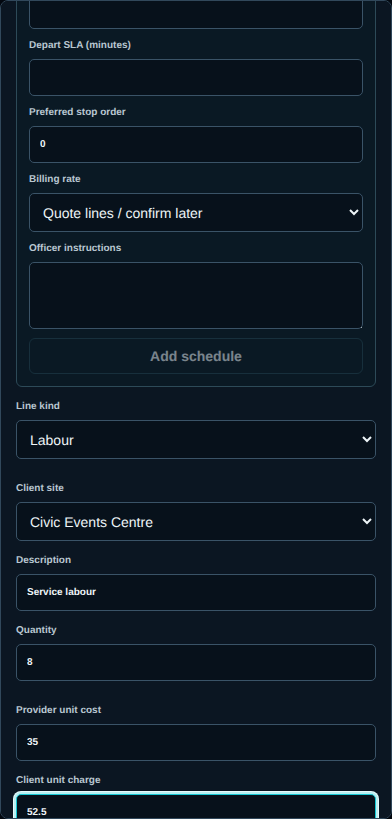 Depart SLA (minutes)
Preferred stop order
0
Billing rate
Quote lines / confirm later
Officer instructions
Add schedule
Line kind
Labour
Client site
Civic Events Centre
Description
Service labour
Quantity
8
Provider unit cost
35
Client unit charge
52.5